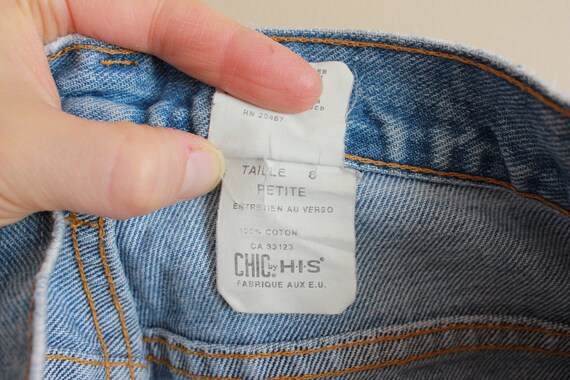 RN 20467
TAILLE 8
PETITE
ENTRETIEN AU VERSO
100% COTON
CA 33123
CHIC by H·I·S
FABRIQUE AUX E.U.